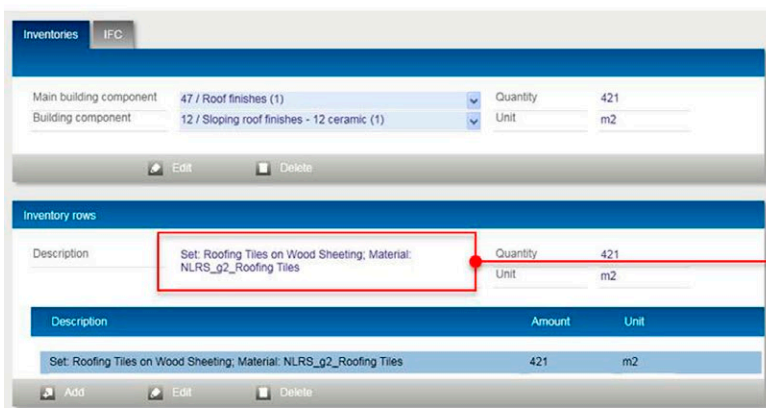 Inventories IFC
Main building component 47 / Roof finishes (1) Quantity 421
Building component 12 / Sloping roof finishes - 12 ceramic (1) Unit m2
Edit Delete
Inventory rows
Description Set: Roofing Tiles on Wood Sheeting; Material: Quantity 421
NLRS_g2_Roofing Tiles Unit m2
Description Amount Unit
Set: Roofing Tiles on Wood Sheeting; Material: NLRS_g2_Roofing Tiles 421 m2
Add Edit Delete